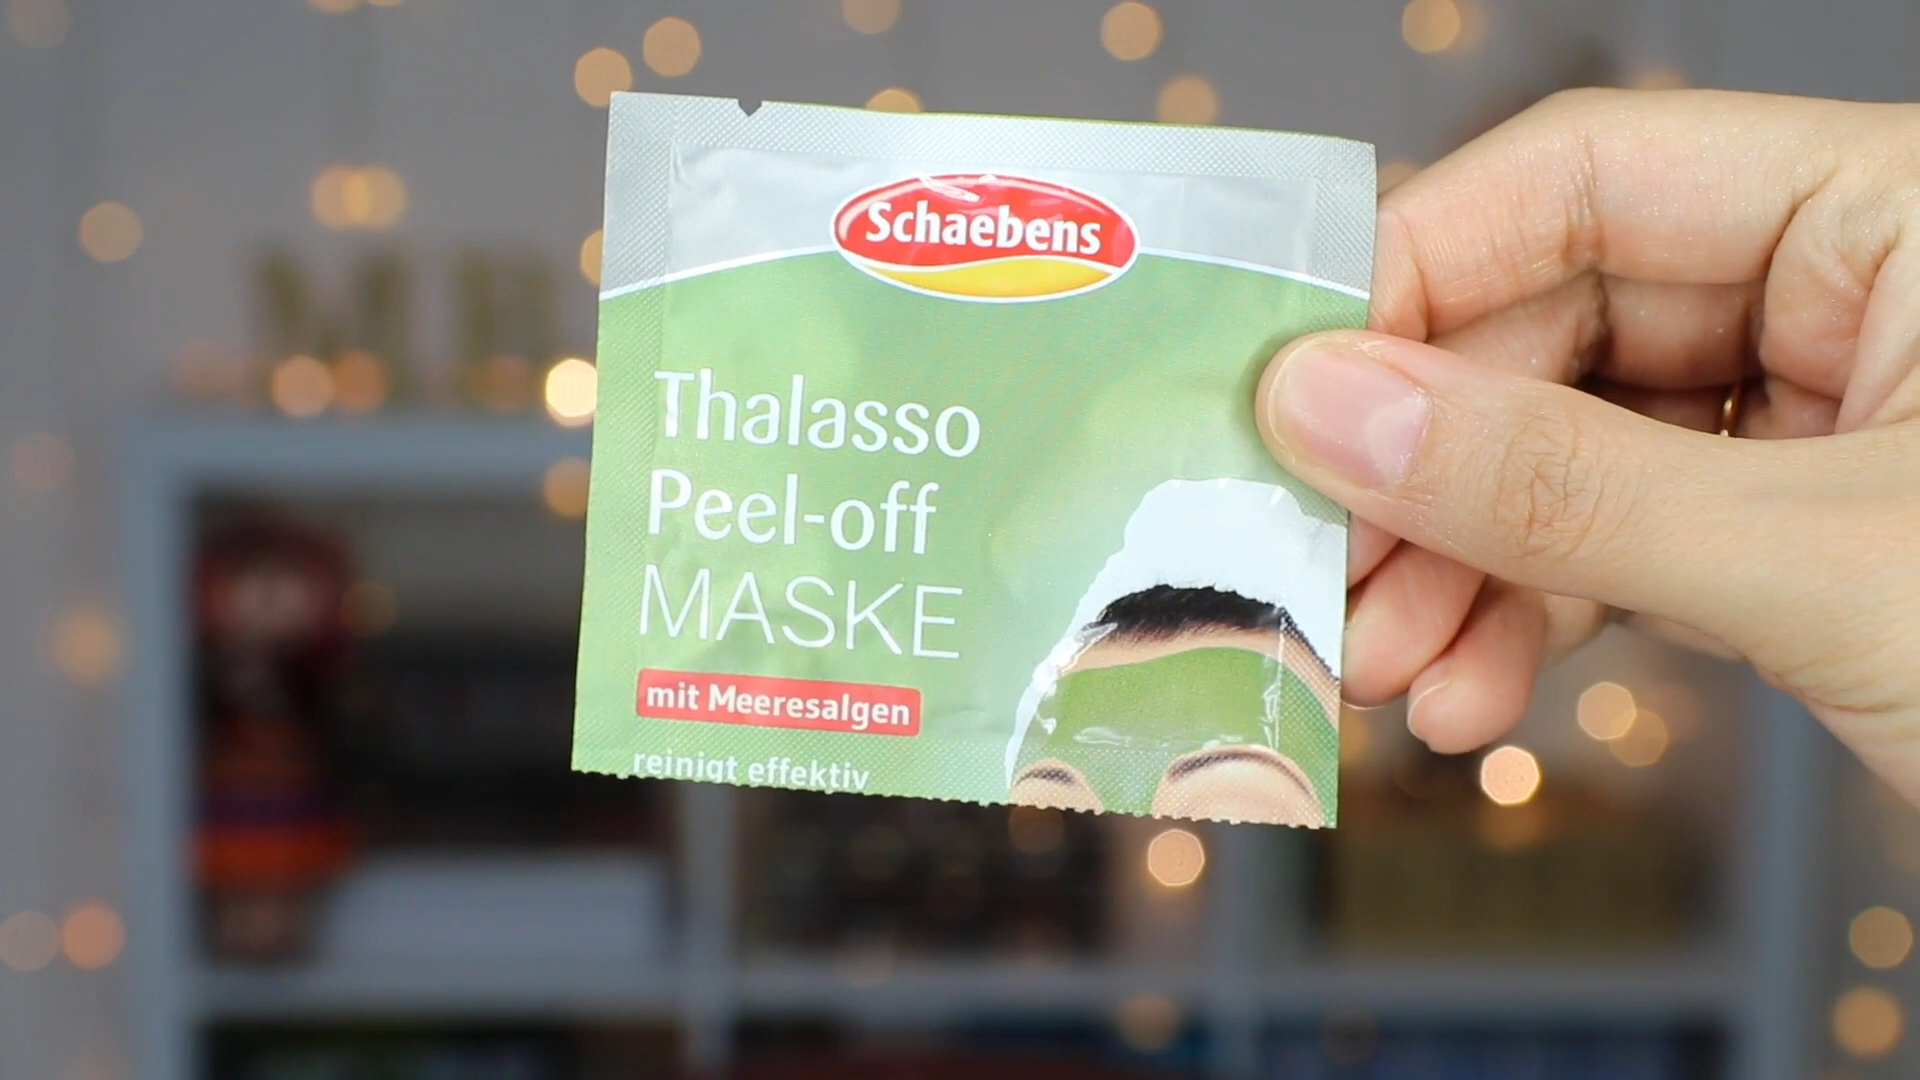 Schaebens
Thalasso
Peel-off
MASKE
mit Meeresalgen
reinigt effektiv